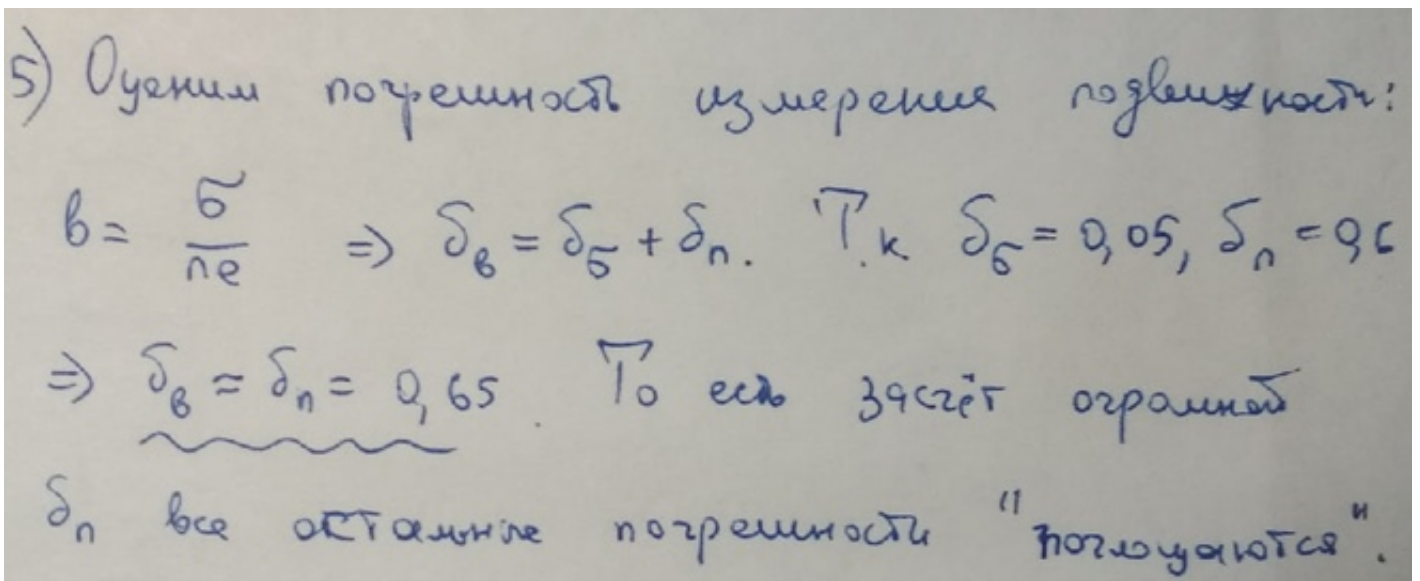 5) Оценим погрешность измерения подвижности:
b = σ/ne ⇒ δ_b = δ_σ + δ_n. Т.к δ_σ = 0,05, δ_n = 0,6
⇒ δ_b ≈ δ_n = 0,65. То есть засчёт огромной
δ_n все остальные погрешности "поглощаются".